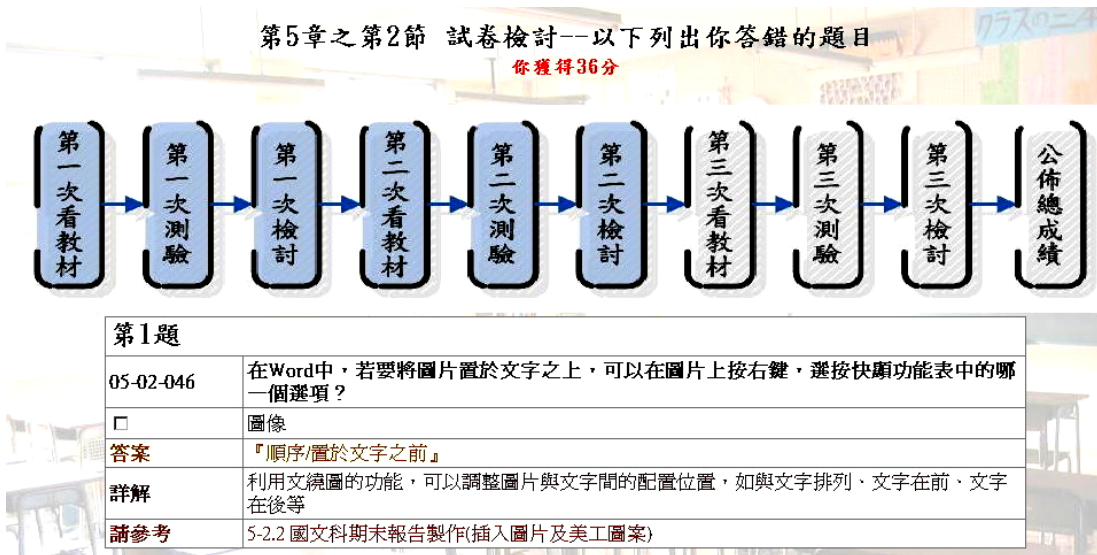 クラスの二
第5章之第2節 試卷檢討--以下列出你答錯的題目
你獲得36分
第一次看教材
第一次測驗
第一次檢討
第二次看教材
第二次測驗
第二次檢討
第三次看教材
第三次測驗
第三次檢討
公佈總成績
第1題
05-02-046
在Word中，若要將圖片置於文字之上，可以在圖片上按右鍵，選按快顯功能表中的哪
一個選項？
圖像
答案
『順序/置於文字之前』
詳解
利用文繞圖的功能，可以調整圖片與文字間的配置位置，如與文字排列、文字在前、文字
在後等
請參考
5-2.2 國文科期末報告製作(插入圖片及美工圖案)